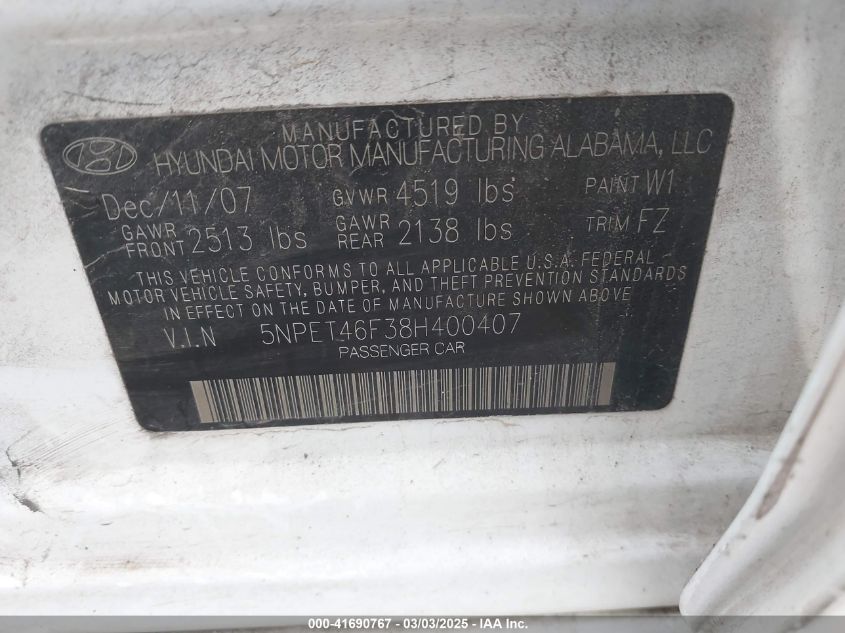 MANUFACTURED BY
HYUNDAI MOTOR MANUFACTURING ALABAMA, LLC
Dec/11/07 GVWR 4519 lbs PAINT W1
GAWR FRONT 2513 lbs GAWR REAR 2138 lbs TRIM FZ
THIS VEHICLE CONFORMS TO ALL APPLICABLE U.S.A. FEDERAL
MOTOR VEHICLE SAFETY, BUMPER, AND THEFT PREVENTION STANDARDS
IN EFFECT ON THE DATE OF MANUFACTURE SHOWN ABOVE
V.I.N 5NPET46F38H400407
PASSENGER CAR
000-41690767 — 03/03/2025 — IAA Inc.